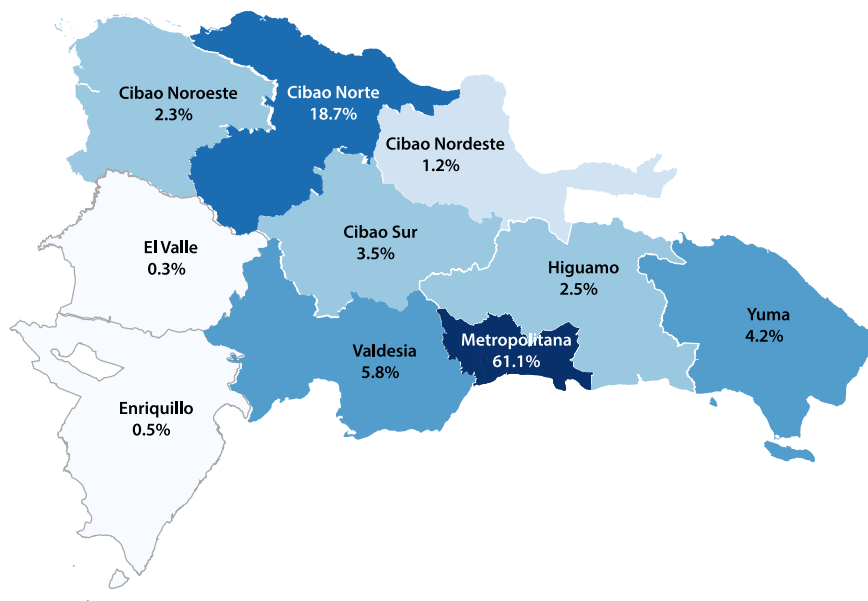 Cibao Noroeste
2.3%
Cibao Norte
18.7%
Cibao Nordeste
1.2%
El Valle
0.3%
Cibao Sur
3.5%
Higuamo
2.5%
Yuma
4.2%
Metropolitana
61.1%
Valdesia
5.8%
Enriquillo
0.5%